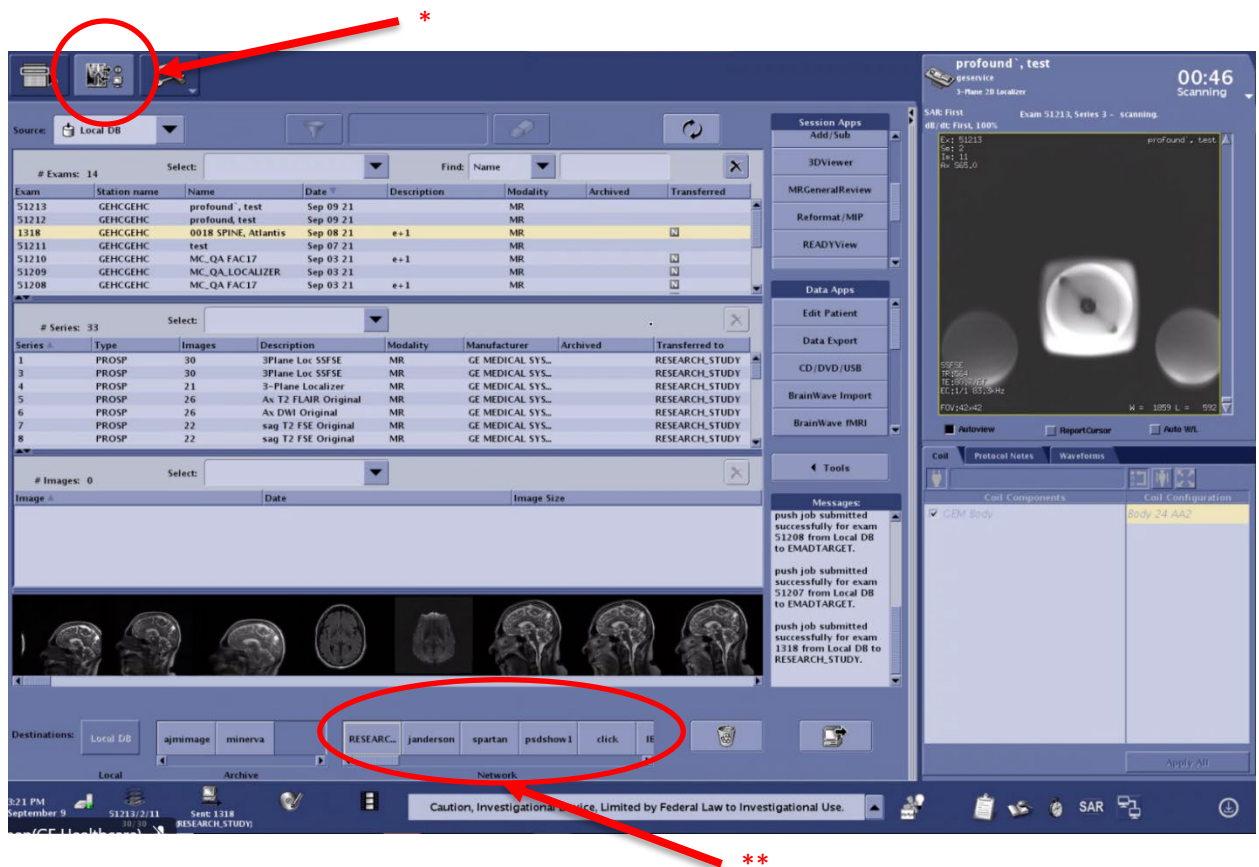 *
profound`, test
geservice
3-Plane 2D Localizer
00:46
Scanning
SAR: First
Exam 51213, Series 3 - scanning.
dB/dt: First, 100%
Source: Local DB
# Exams: 14 Select: Find: Name
Exam Station name Name Date Description Modality Archived Transferred
51213 GEHCGEHC profound`, test Sep 09 21 MR
51212 GEHCGEHC profound, test Sep 09 21 MR
1318 GEHCGEHC 0018 SPINE, Atlantis Sep 08 21 e+1 MR N
51211 GEHCGEHC test Sep 07 21 MR
51210 GEHCGEHC MC_QA FAC17 Sep 03 21 e+1 MR N
51209 GEHCGEHC MC_QA_LOCALIZER Sep 03 21 MR N
51208 GEHCGEHC MC_QA FAC17 Sep 03 21 e+1 MR N
# Series: 33 Select:
Series Type Images Description Modality Manufacturer Archived Transferred to
1 PROSP 30 3Plane Loc SSFSE MR GE MEDICAL SYS... RESEARCH_STUDY
3 PROSP 30 3Plane Loc SSFSE MR GE MEDICAL SYS... RESEARCH_STUDY
4 PROSP 21 3-Plane Localizer MR GE MEDICAL SYS... RESEARCH_STUDY
5 PROSP 26 Ax T2 FLAIR Original MR GE MEDICAL SYS... RESEARCH_STUDY
6 PROSP 26 Ax DWI Original MR GE MEDICAL SYS... RESEARCH_STUDY
7 PROSP 22 sag T2 FSE Original MR GE MEDICAL SYS... RESEARCH_STUDY
8 PROSP 22 sag T2 FSE Original MR GE MEDICAL SYS... RESEARCH_STUDY
# Images: 0 Select:
Image Date Image Size
Session Apps
Add/Sub
3DViewer
MRGeneralReview
Reformat/MIP
READYView
Data Apps
Edit Patient
Data Export
CD/DVD/USB
BrainWave Import
BrainWave fMRI
Tools
Messages:
push job submitted
successfully for exam
51208 from Local DB
to EMADTARGET.
push job submitted
successfully for exam
51207 from Local DB
to EMADTARGET.
push job submitted
successfully for exam
1318 from Local DB to
RESEARCH_STUDY.
Ex: 51213 profound`, test
Se: 2
Im: 11
Ax S65,0
SSFSE
EC:1/1 83,3kHz
FOV:42x42
W = 1859 L = 592
Autoview Report Cursor Auto W/L
Coil Protocol Notes Waveforms
Coil Components Coil Configuration
GEM Body Body 24 AA2
Apply All
Destinations: Local DB ajmimage minerva RESEARC... janderson spartan psdshow1 click
Local Archive Network
3:21 PM
September 9
51213/2/11
30/30
Sent: 1318
(RESEARCH_STUDY)
Caution, Investigational Device, Limited by Federal Law to Investigational Use.
SAR
**